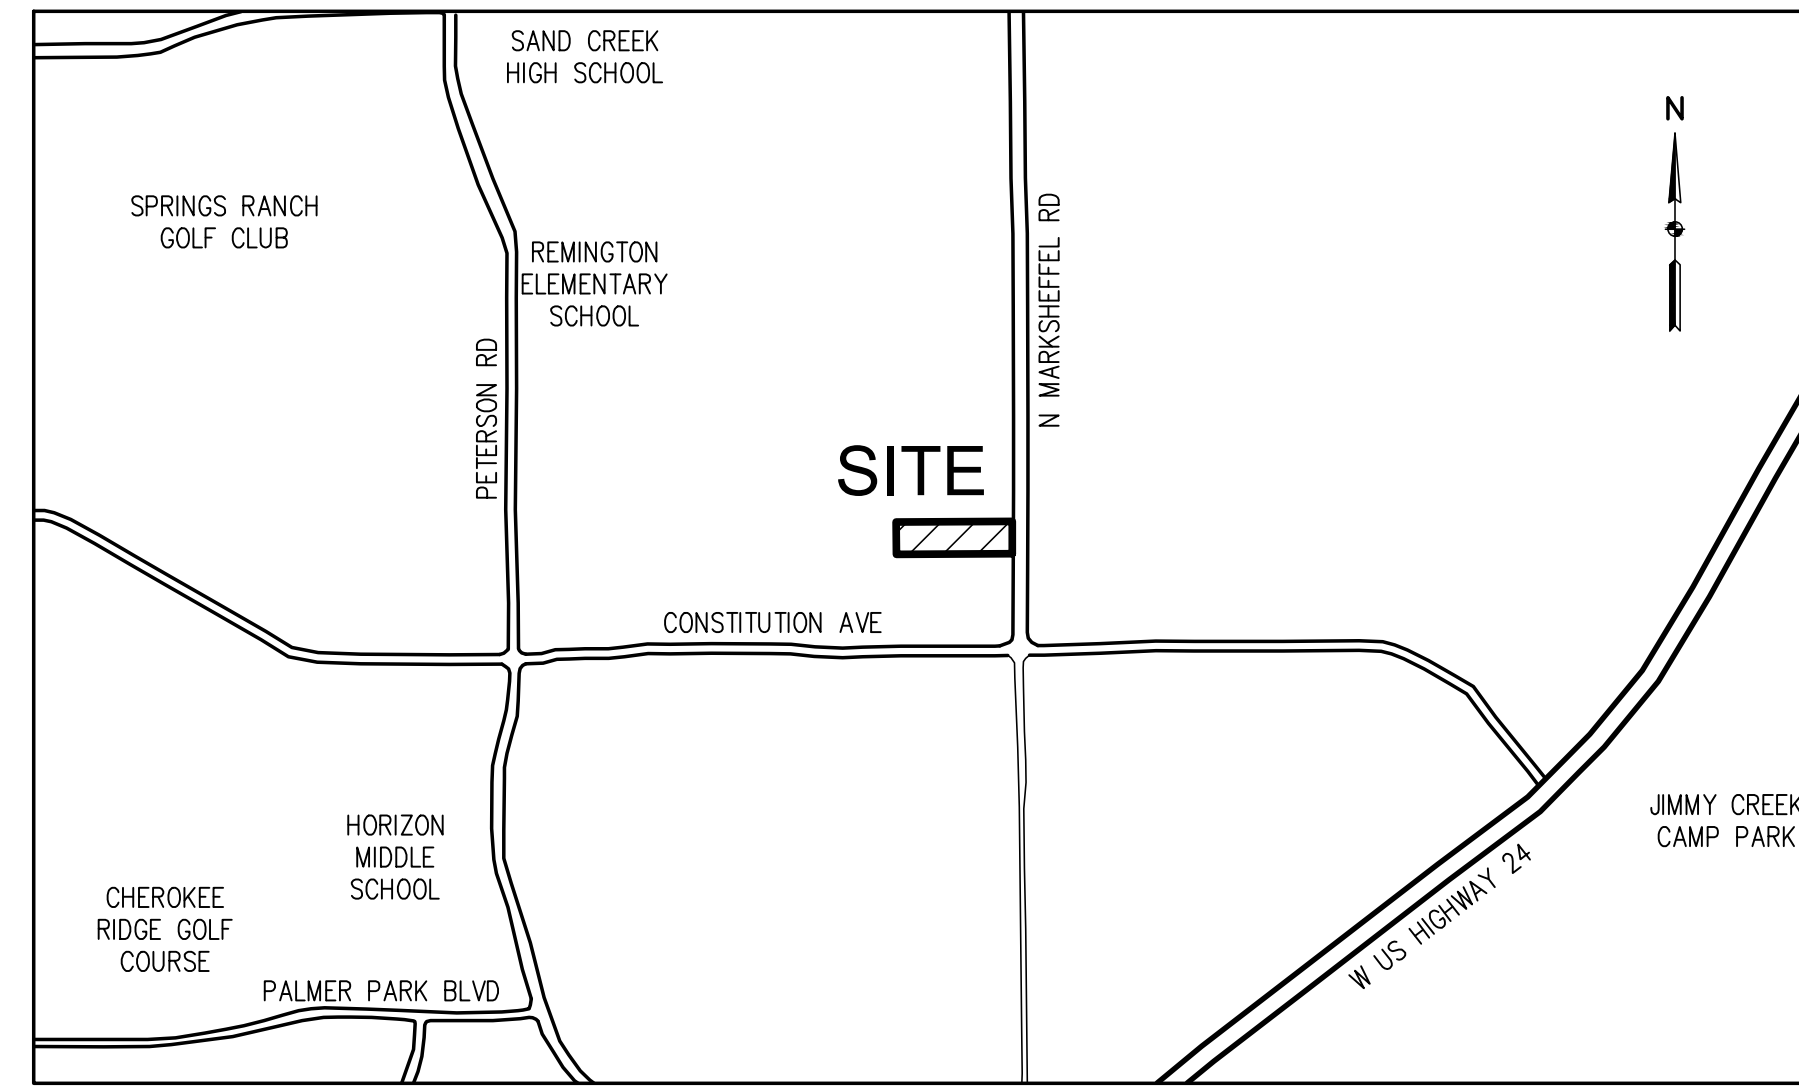 SAND CREEK
HIGH SCHOOL
N
SPRINGS RANCH
GOLF CLUB
REMINGTON
ELEMENTARY
SCHOOL
N MARKSHEFFEL RD
PETERSON RD
SITE
CONSTITUTION AVE
JIMMY CREEK
CAMP PARK
HORIZON
MIDDLE
SCHOOL
W US HIGHWAY 24
CHEROKEE
RIDGE GOLF
COURSE
PALMER PARK BLVD